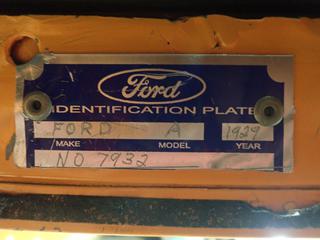 Ford
IDENTIFICATION PLATE
FORD A 1929
MAKE MODEL YEAR
NO 7932